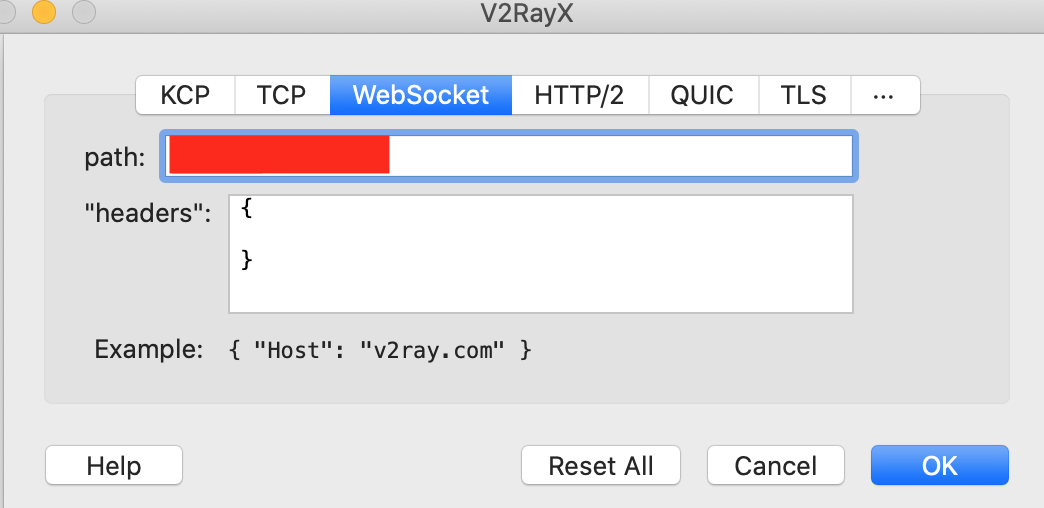 V2RayX
KCP TCP WebSocket HTTP/2 QUIC TLS ...
path:
"headers": {
}
Example: { "Host": "v2ray.com" }
Help Reset All Cancel OK